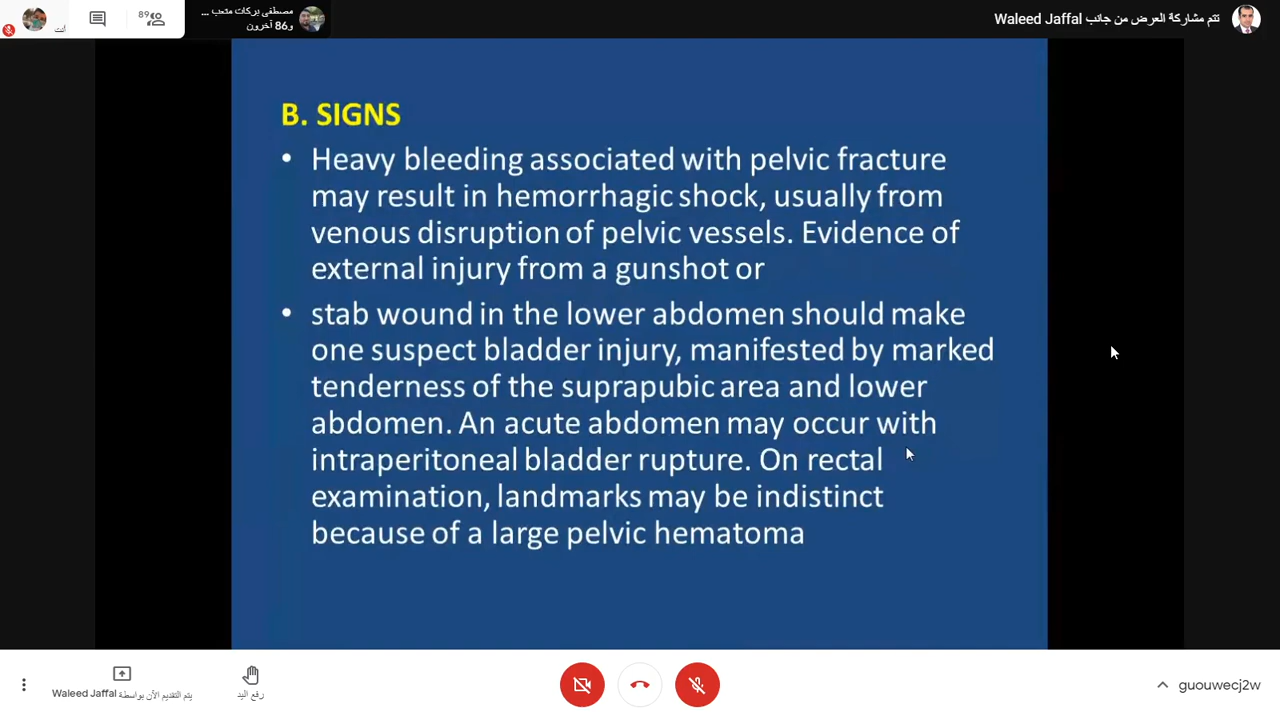 89
أنت
مصطفى بركات متعب ...
و86 آخرون
تتم مشاركة العرض من جانب Waleed Jaffal
B. SIGNS
• Heavy bleeding associated with pelvic fracture
may result in hemorrhagic shock, usually from
venous disruption of pelvic vessels. Evidence of
external injury from a gunshot or
• stab wound in the lower abdomen should make
one suspect bladder injury, manifested by marked
tenderness of the suprapubic area and lower
abdomen. An acute abdomen may occur with
intraperitoneal bladder rupture. On rectal
examination, landmarks may be indistinct
because of a large pelvic hematoma
يتم التقديم الآن بواسطة Waleed Jaffal
رفع اليد
guouwecj2w